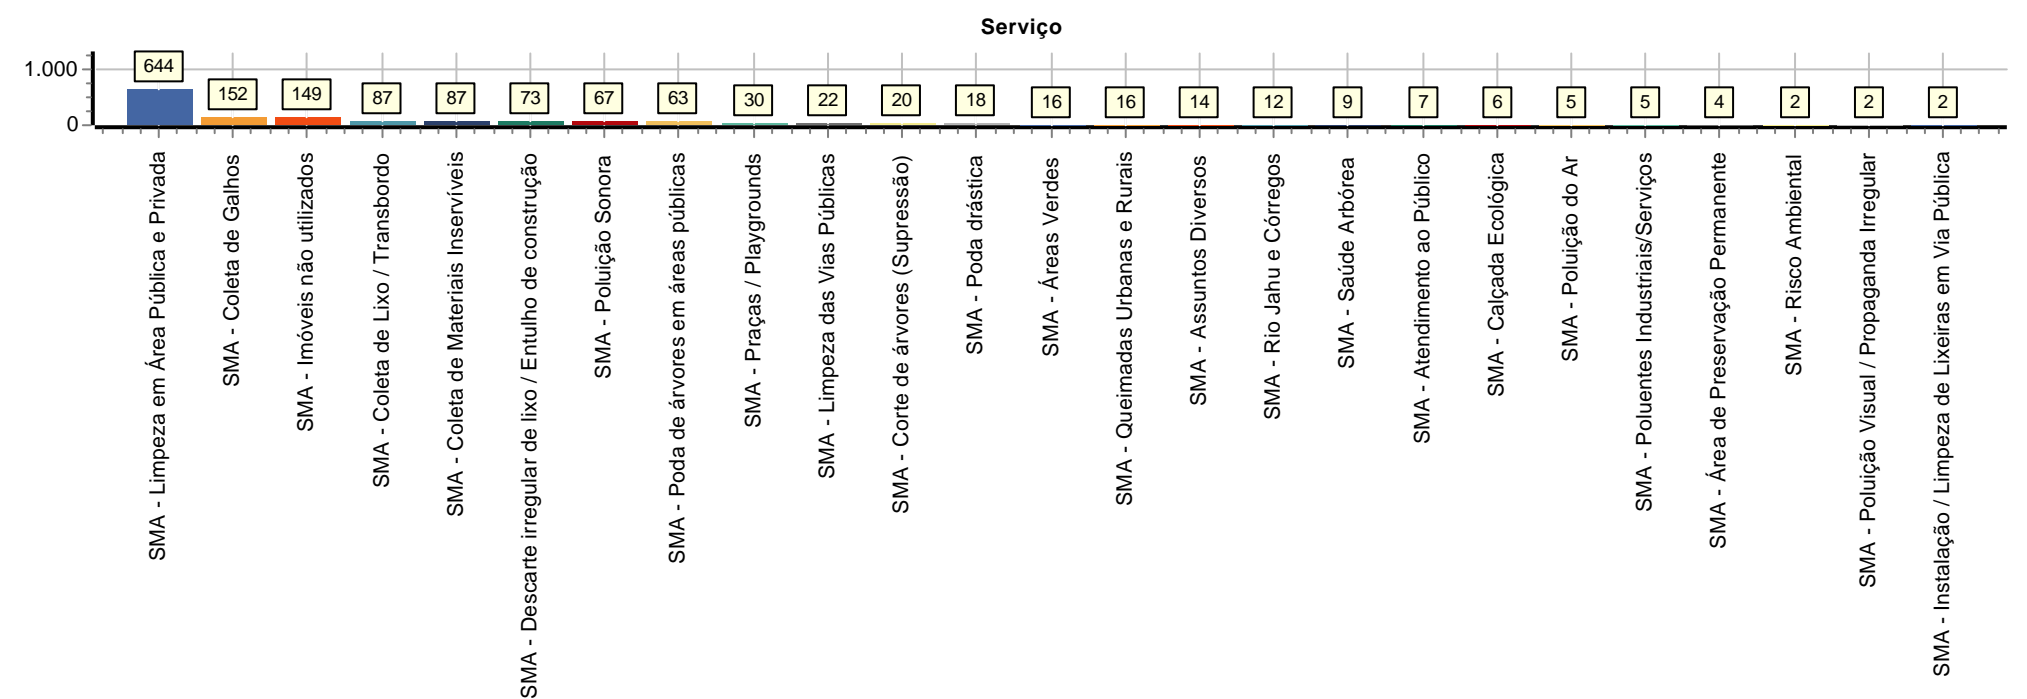 Serviço
1.000
0
644
152
149
87
87
73
67
63
30
22
20
18
16
16
14
12
9
7
6
5
5
4
2
2
2
SMA - Limpeza em Área Pública e Privada
SMA - Coleta de Galhos
SMA - Imóveis não utilizados
SMA - Coleta de Lixo / Transbordo
SMA - Coleta de Materiais Inservíveis
SMA - Descarte irregular de lixo / Entulho de construção
SMA - Poluição Sonora
SMA - Poda de árvores em áreas públicas
SMA - Praças / Playgrounds
SMA - Limpeza das Vias Públicas
SMA - Corte de árvores (Supressão)
SMA - Poda drástica
SMA - Áreas Verdes
SMA - Queimadas Urbanas e Rurais
SMA - Assuntos Diversos
SMA - Rio Jahu e Córregos
SMA - Saúde Arbórea
SMA - Atendimento ao Público
SMA - Calçada Ecológica
SMA - Poluição do Ar
SMA - Poluentes Industriais/Serviços
SMA - Área de Preservação Permanente
SMA - Risco Ambiental
SMA - Poluição Visual / Propaganda Irregular
SMA - Instalação / Limpeza de Lixeiras em Via Pública